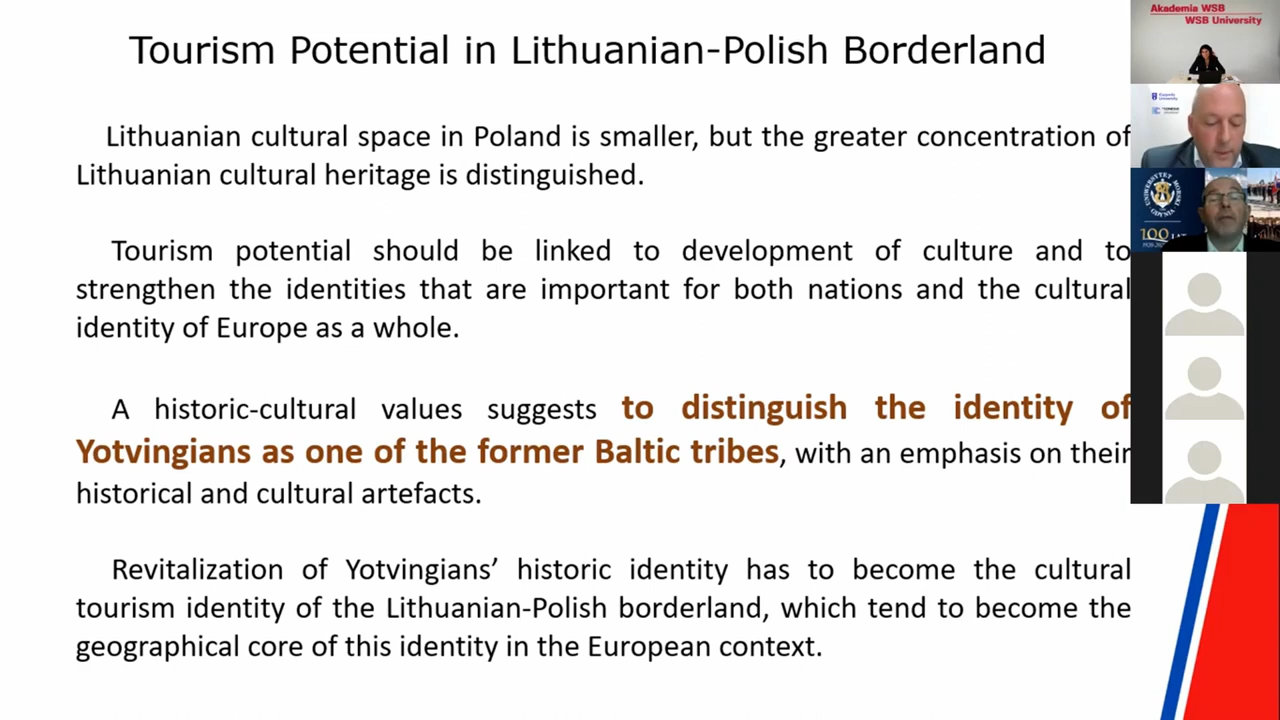 Tourism Potential in Lithuanian-Polish Borderland
Lithuanian cultural space in Poland is smaller, but the greater concentration of
Lithuanian cultural heritage is distinguished.
Tourism potential should be linked to development of culture and to
strengthen the identities that are important for both nations and the cultural
identity of Europe as a whole.
A historic-cultural values suggests to distinguish the identity of
Yotvingians as one of the former Baltic tribes, with an emphasis on their
historical and cultural artefacts.
Revitalization of Yotvingians’ historic identity has to become the cultural
tourism identity of the Lithuanian-Polish borderland, which tend to become the
geographical core of this identity in the European context.
Akademia WSB
WSB University
UNIWERSYTET MORSKI
GDYNIA
100